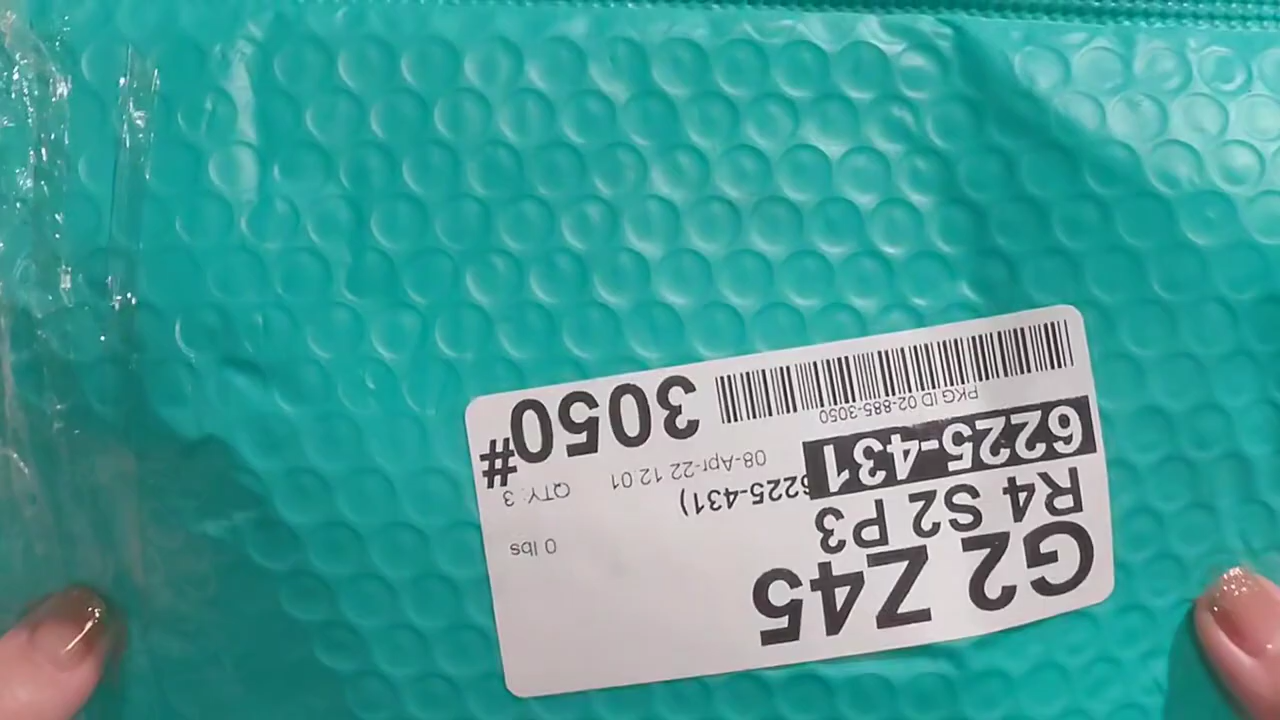 G2 Z45
R4 S2 P3
6225-431 6225-431)
0 lbs
08-Apr-22 12 01 QTY: 3
PKG ID 02-885-3050
#3050